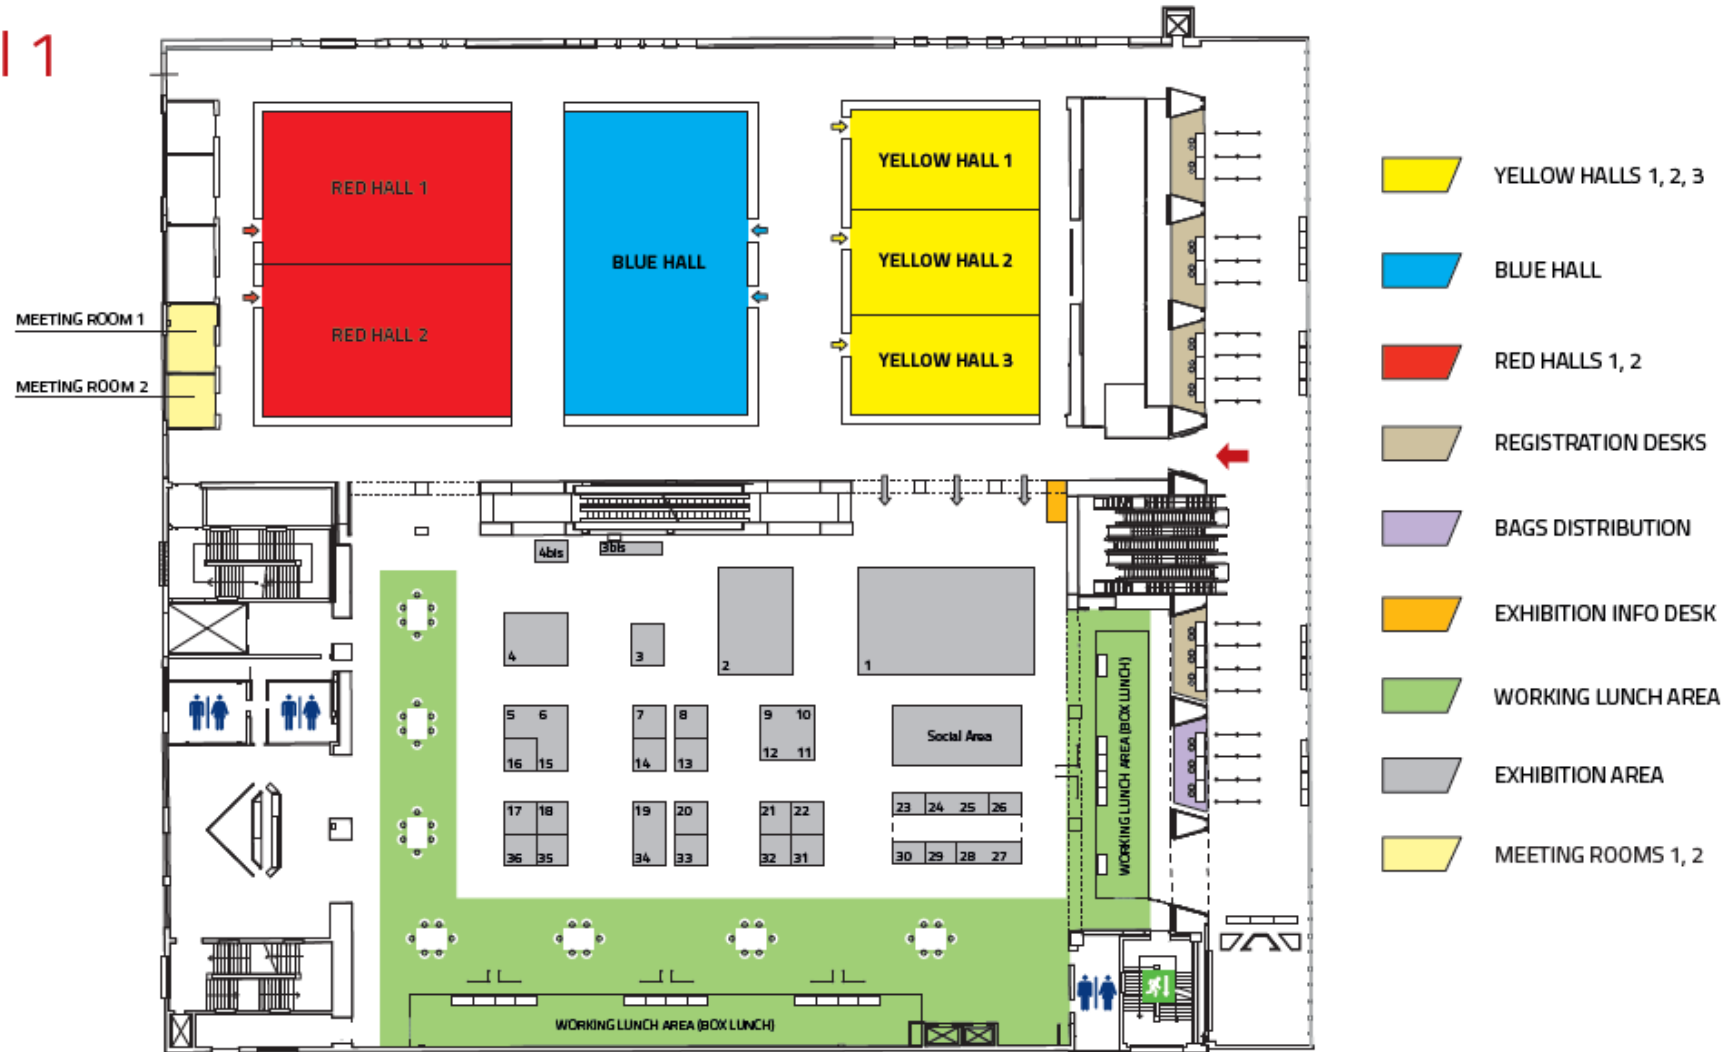 l 1
RED HALL 1
RED HALL 2
BLUE HALL
YELLOW HALL 1
YELLOW HALL 2
YELLOW HALL 3
MEETING ROOM 1
MEETING ROOM 2
4bis
3bis
4
3
2
1
5 6
16 15
7 8
14 13
9 10
12 11
Social Area
17 18
36 35
19 20
34 33
21 22
32 31
23 24 25 26
30 29 28 27
WORKING LUNCH AREA (BOX LUNCH)
WORKING LUNCH AREA (BOX LUNCH)
YELLOW HALLS 1, 2, 3
BLUE HALL
RED HALLS 1, 2
REGISTRATION DESKS
BAGS DISTRIBUTION
EXHIBITION INFO DESK
WORKING LUNCH AREA
EXHIBITION AREA
MEETING ROOMS 1, 2